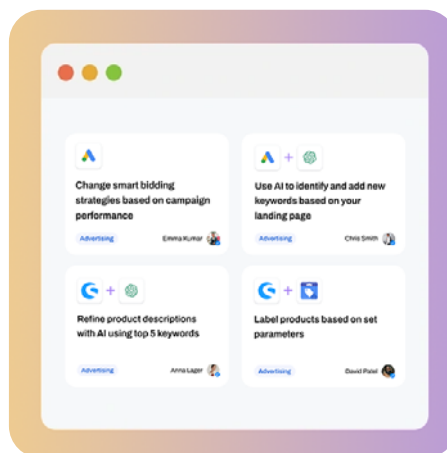 Change smart bidding
strategies based on campaign
performance
Advertising
Emma Kumar
Use AI to identify and add new
keywords based on your
landing page
Advertising
Chris Smith
Refine product descriptions
with AI using top 5 keywords
Advertising
Anna Lager
Label products based on set
parameters
Advertising
David Patel